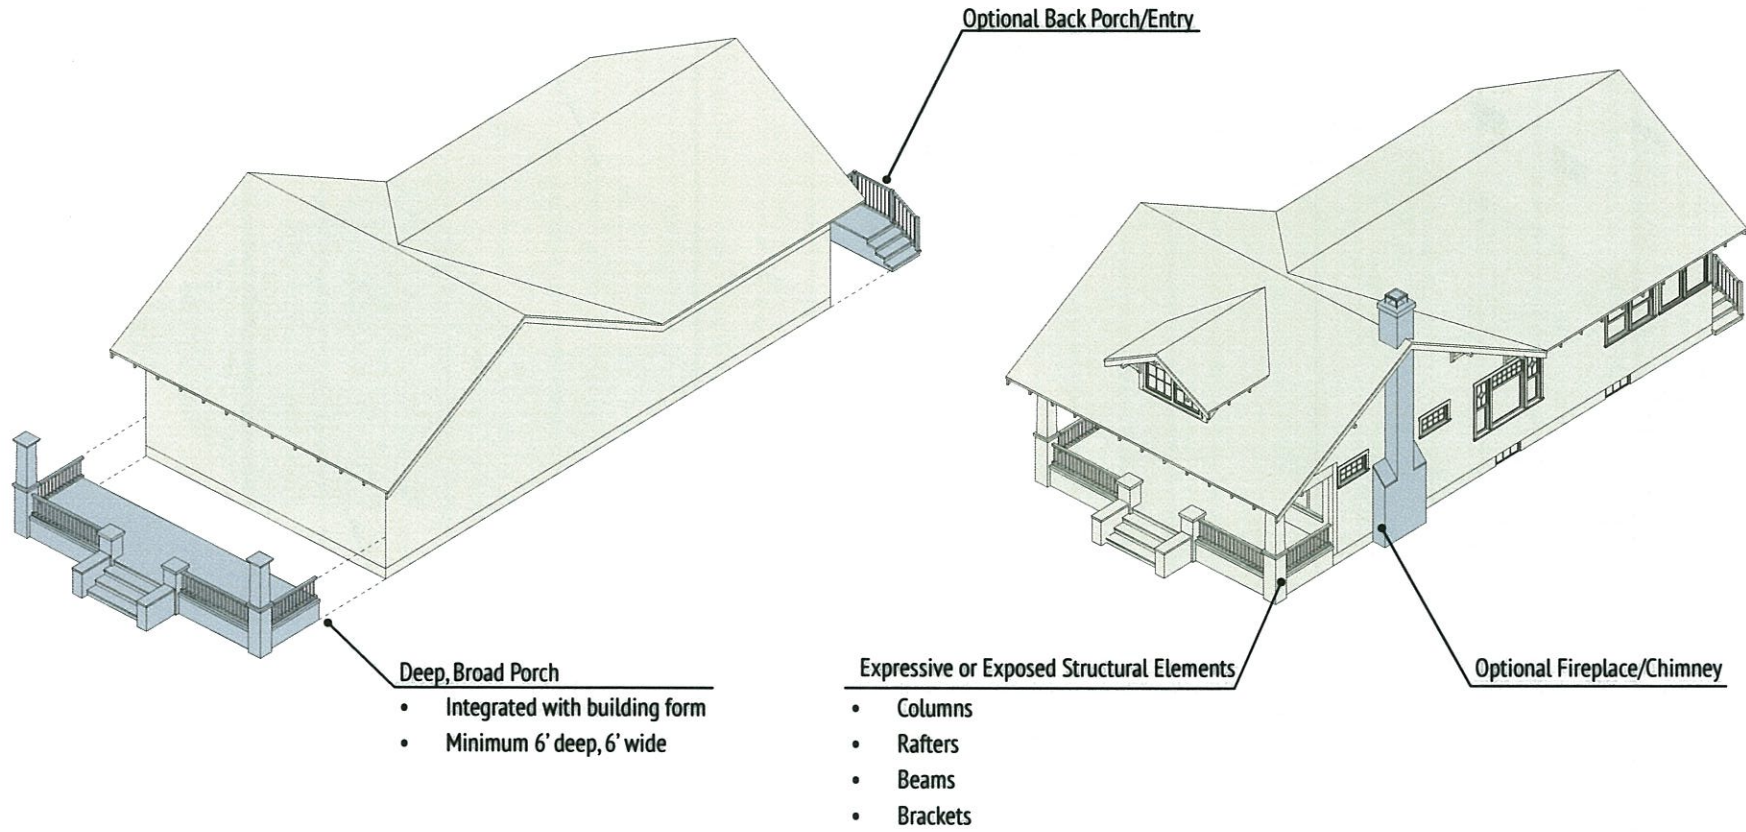 Optional Back Porch/Entry
Deep, Broad Porch
• Integrated with building form
• Minimum 6' deep, 6' wide
Expressive or Exposed Structural Elements
• Columns
• Rafters
• Beams
• Brackets
Optional Fireplace/Chimney